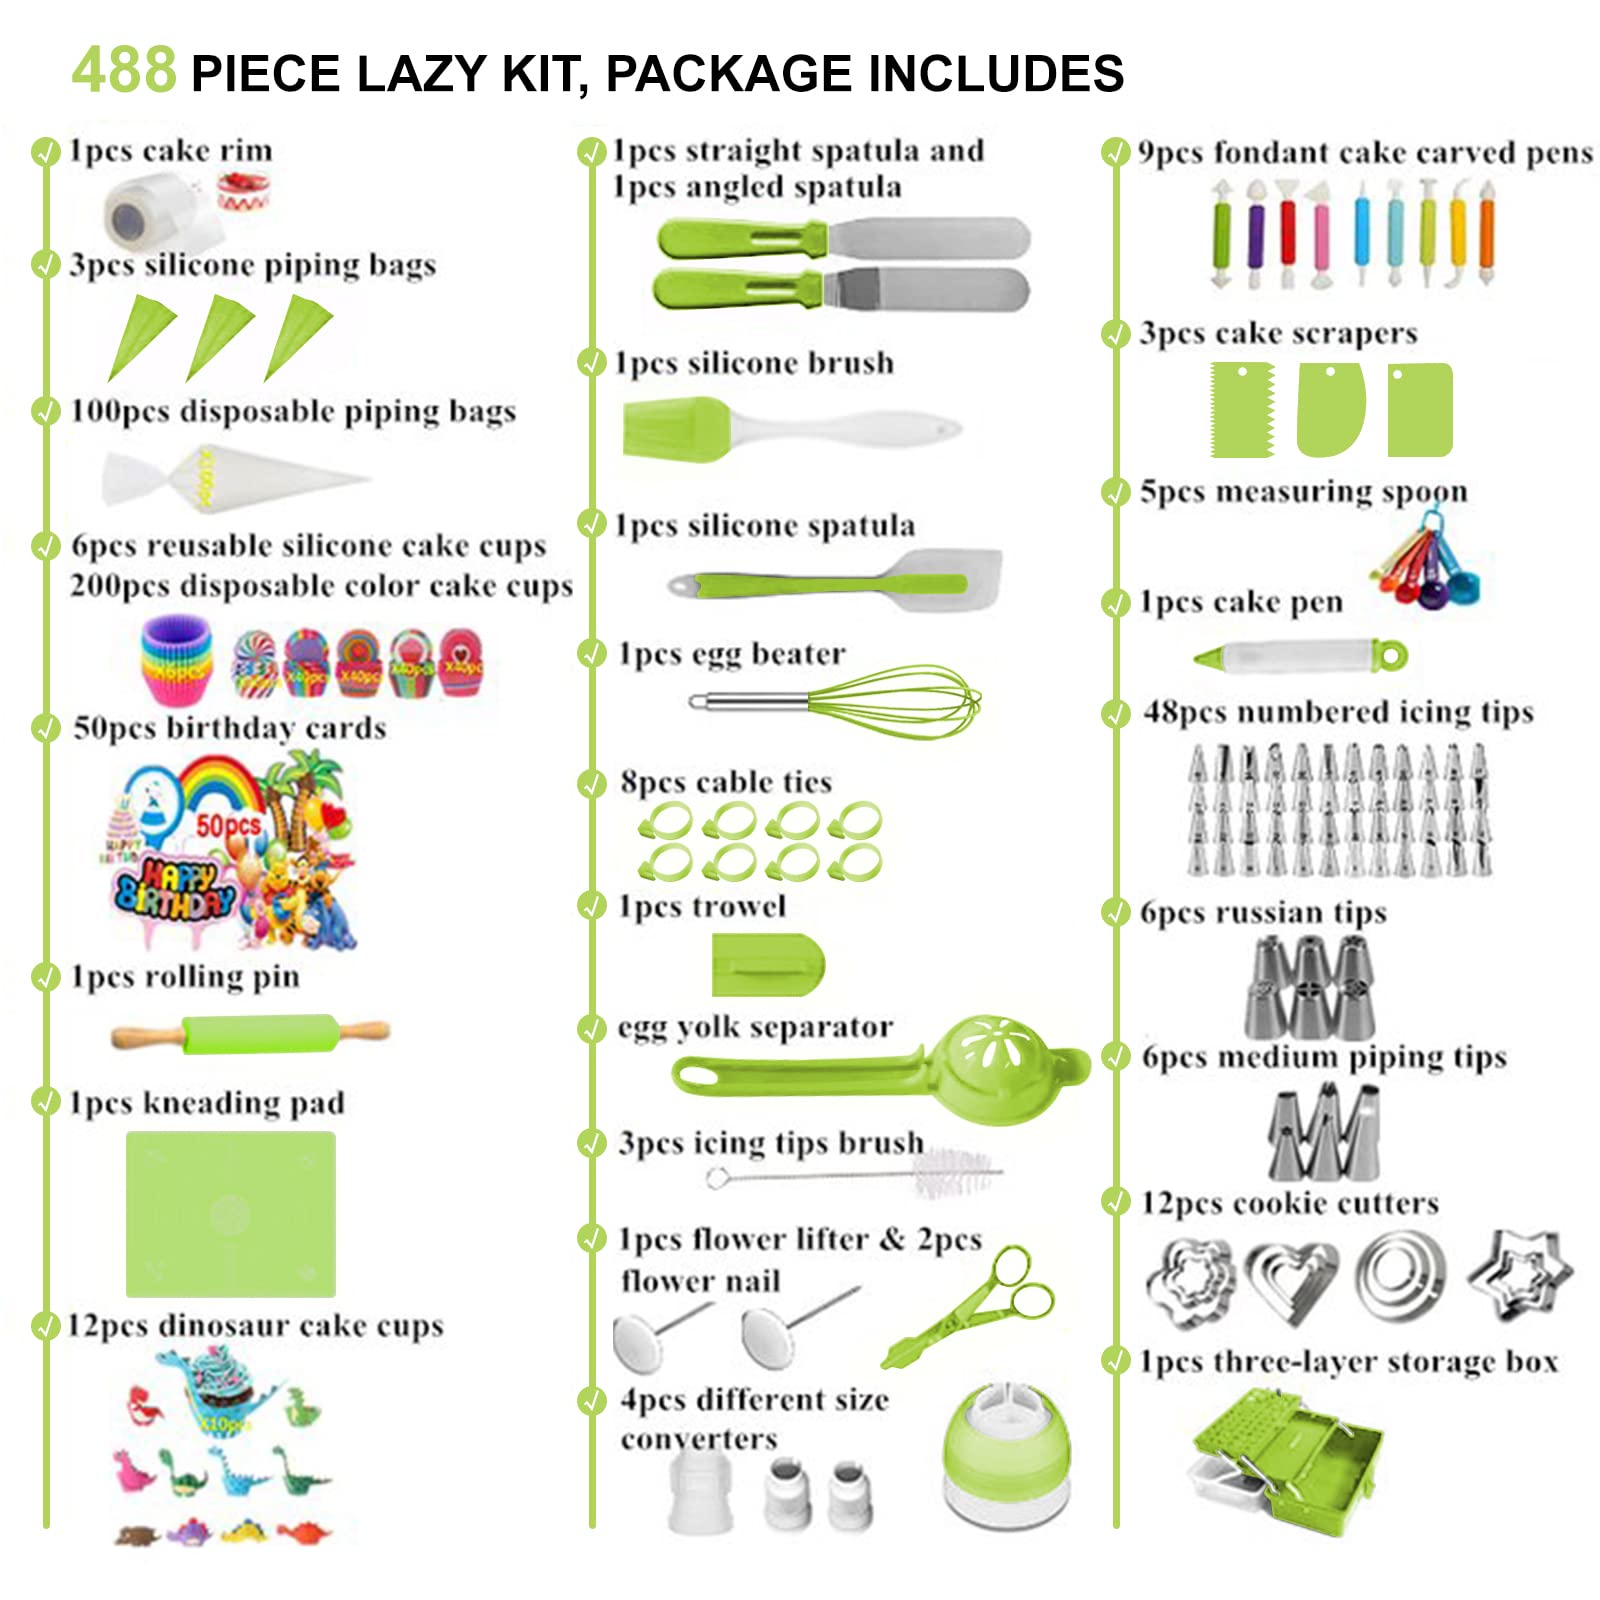 488 PIECE LAZY KIT, PACKAGE INCLUDES
1pcs cake rim
3pcs silicone piping bags
100pcs disposable piping bags
6pcs reusable silicone cake cups
200pcs disposable color cake cups
X6pcs
X40pcs
X40pcs
X40pcs
X40pcs
50pcs birthday cards
50pcs
HAPPY
BIRTHDAY
1pcs rolling pin
1pcs kneading pad
12pcs dinosaur cake cups
X10pcs
1pcs straight spatula and
1pcs angled spatula
1pcs silicone brush
1pcs silicone spatula
1pcs egg beater
8pcs cable ties
1pcs trowel
egg yolk separator
3pcs icing tips brush
1pcs flower lifter & 2pcs
flower nail
4pcs different size
converters
9pcs fondant cake carved pens
3pcs cake scrapers
5pcs measuring spoon
1pcs cake pen
48pcs numbered icing tips
6pcs russian tips
6pcs medium piping tips
12pcs cookie cutters
1pcs three-layer storage box